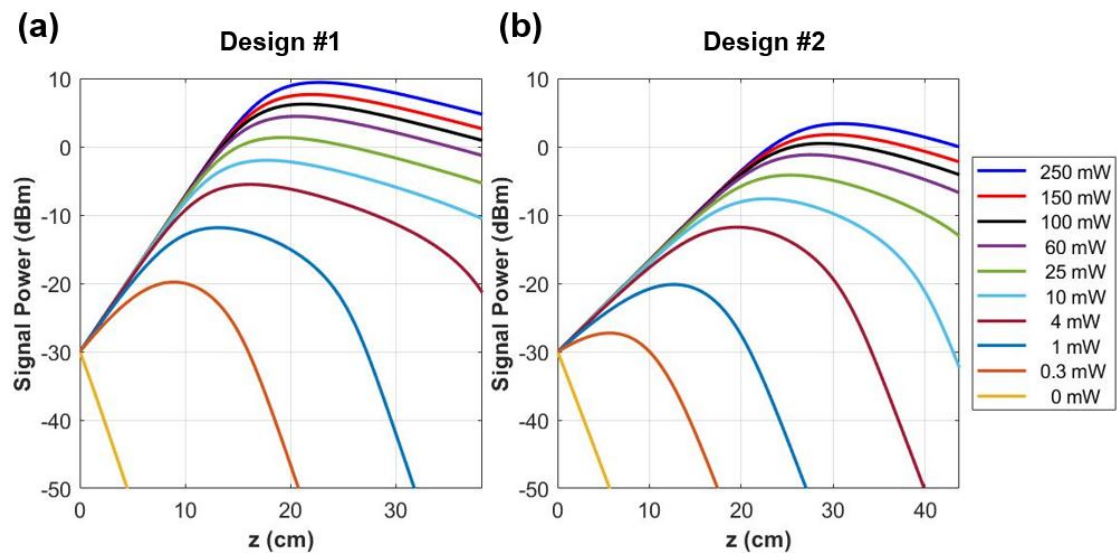 (a)
Design #1
Signal Power (dBm)
10
0
-10
-20
-30
-40
-50
0
10
20
30
z (cm)
(b)
Design #2
Signal Power (dBm)
10
0
-10
-20
-30
-40
-50
0
10
20
30
40
z (cm)
250 mW
150 mW
100 mW
60 mW
25 mW
10 mW
4 mW
1 mW
0.3 mW
0 mW